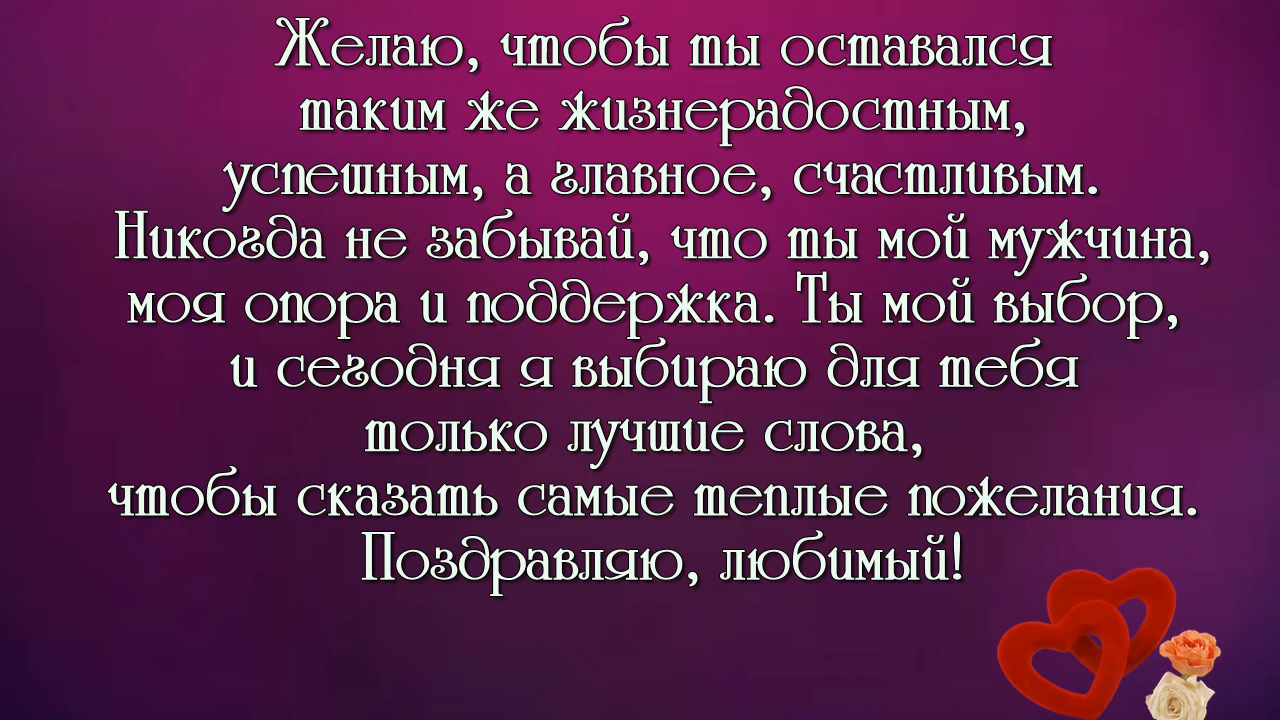 Желаю, чтобы ты оставался
таким же жизнерадостным,
успешным, а главное, счастливым.
Никогда не забывай, что ты мой мужчина,
моя опора и поддержка. Ты мой выбор,
и сегодня я выбираю для тебя
только лучшие слова,
чтобы сказать самые теплые пожелания.
Поздравляю, любимый!